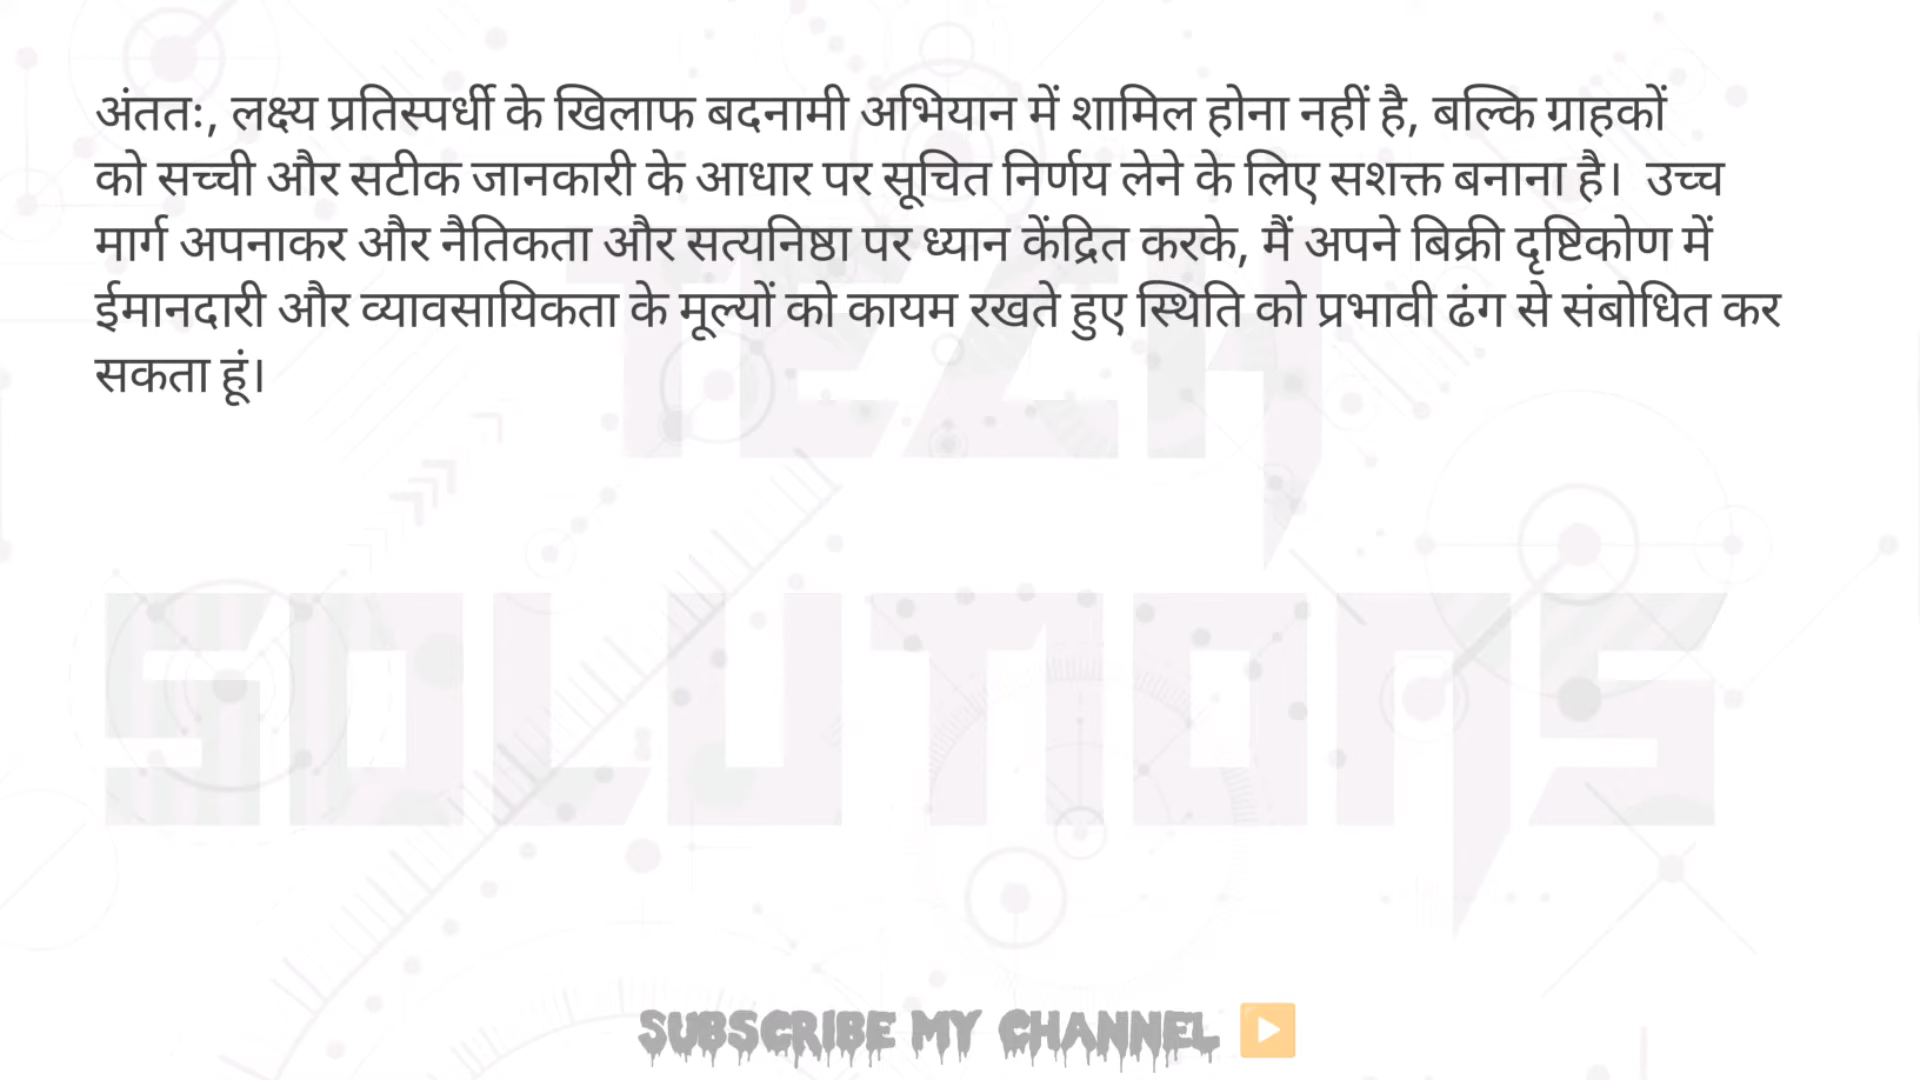 अंततः, लक्ष्य प्रतिस्पर्धी के खिलाफ बदनामी अभियान में शामिल होना नहीं है, बल्कि ग्राहकों
को सच्ची और सटीक जानकारी के आधार पर सूचित निर्णय लेने के लिए सशक्त बनाना है।  उच्च
मार्ग अपनाकर और नैतिकता और सत्यनिष्ठा पर ध्यान केंद्रित करके, मैं अपने बिक्री दृष्टिकोण में
ईमानदारी और व्यावसायिकता के मूल्यों को कायम रखते हुए स्थिति को प्रभावी ढंग से संबोधित कर
सकता हूं।
TEZH
SOLUTIONS
SUBSCRIBE MY CHANNEL